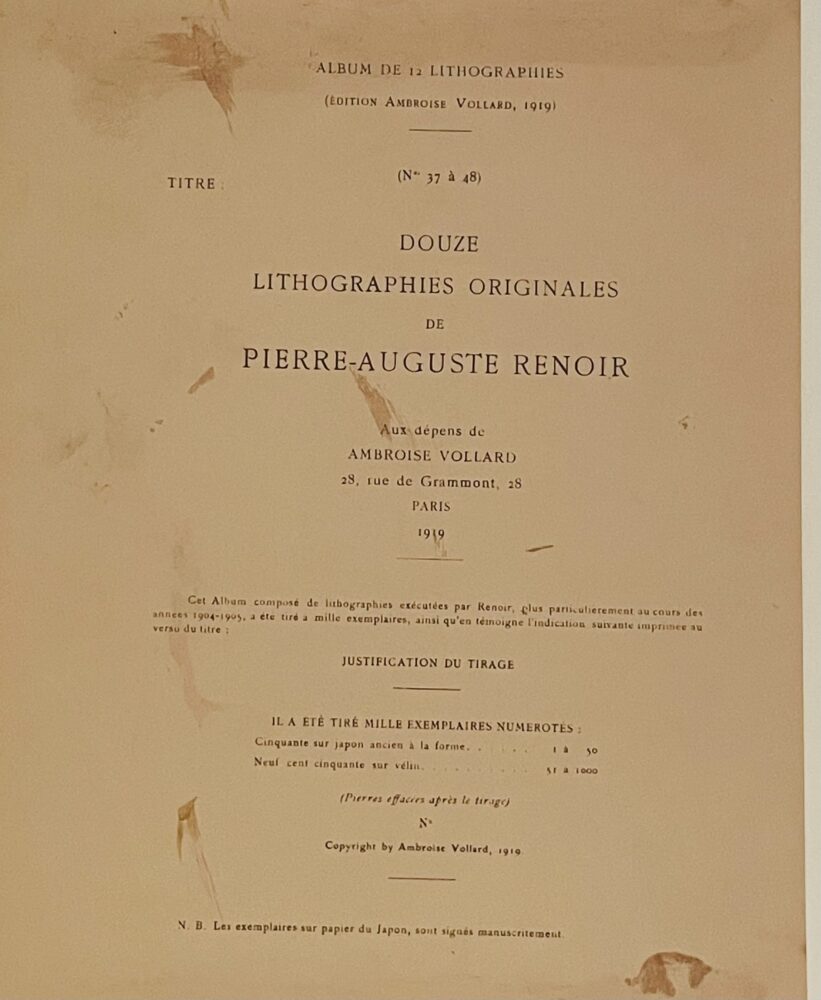 ALBUM DE 12 LITHOGRAPHIES
(ÉDITION AMBROISE VOLLARD, 1919)
TITRE :
(Nos 37 à 48)
DOUZE
LITHOGRAPHIES ORIGINALES
DE
PIERRE-AUGUSTE RENOIR
Aux dépens de
AMBROISE VOLLARD
28, rue de Grammont, 28
PARIS
1919
Cet Album composé de lithographies exécutées par Renoir, plus particulièrement au cours des
années 1904-1905, a été tiré à mille exemplaires, ainsi qu'en témoigne l'indication suivante imprimée au
verso du titre :
JUSTIFICATION DU TIRAGE
IL A ÉTÉ TIRÉ MILLE EXEMPLAIRES NUMEROTÉS :
Cinquante sur japon ancien à la forme. . . . . . 1 à 50
Neuf cent cinquante sur vélin. . . . . . . . . . 51 à 1000
(Pierres effacées après le tirage)
No
Copyright by Ambroise Vollard, 1919.
N. B. Les exemplaires sur papier du Japon, sont signés manuscritement.